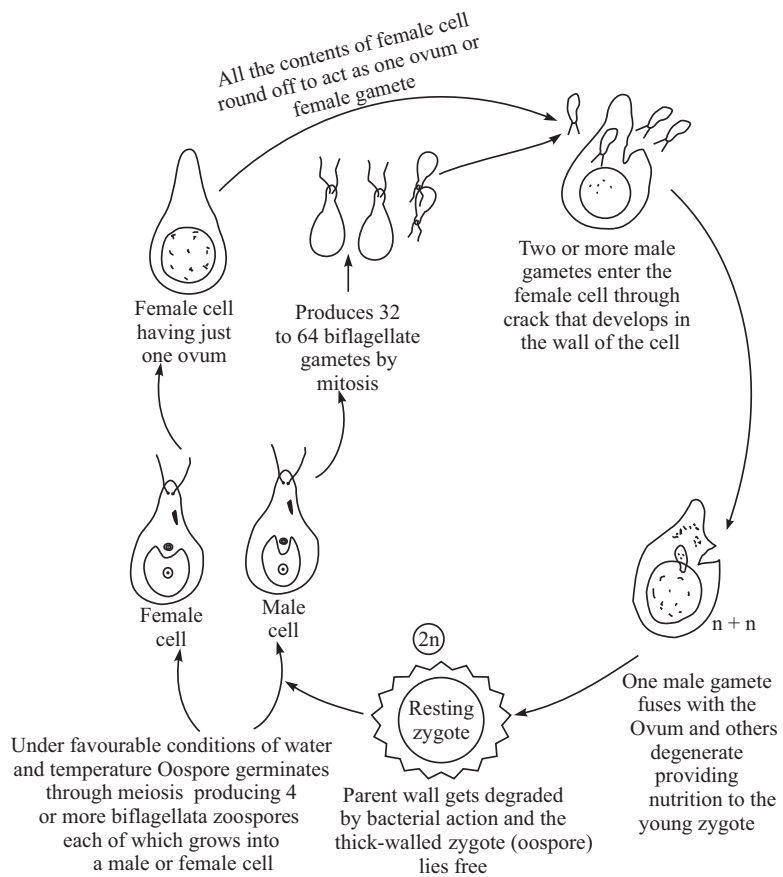 All the contents of female cell
round off to act as one ovum or
female gamete
Female cell
having just
one ovum
Produces 32
to 64 biflagellate
gametes by
mitosis
Two or more male
gametes enter the
female cell through
crack that develops in
the wall of the cell
Female
cell
Male
cell
n + n
One male gamete
fuses with the
Ovum and others
degenerate
providing
nutrition to the
young zygote
2n
Resting
zygote
Parent wall gets degraded
by bacterial action and the
thick-walled zygote (oospore)
lies free
Under favourable conditions of water
and temperature Oospore germinates
through meiosis producing 4
or more biflagellata zoospores
each of which grows into
a male or female cell